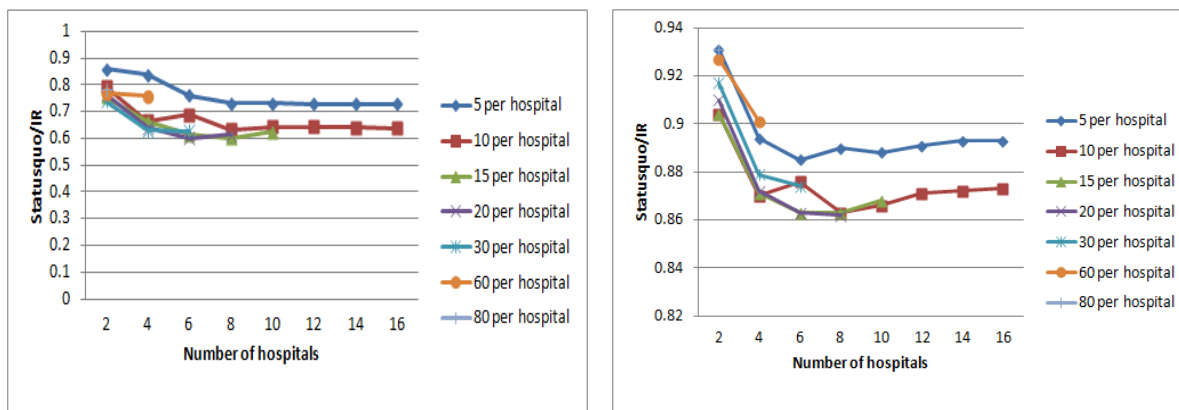 1
0.9
0.8
0.7
0.6
0.5
0.4
0.3
0.2
0.1
0
Statusquo/IR
2 4 6 8 10 12 14 16
Number of hospitals
5 per hospital
10 per hospital
15 per hospital
20 per hospital
30 per hospital
60 per hospital
80 per hospital
0.94
0.92
0.9
0.88
0.86
0.84
0.82
Statusquo/IR
2 4 6 8 10 12 14 16
Number of hospitals
5 per hospital
10 per hospital
15 per hospital
20 per hospital
30 per hospital
60 per hospital
80 per hospital